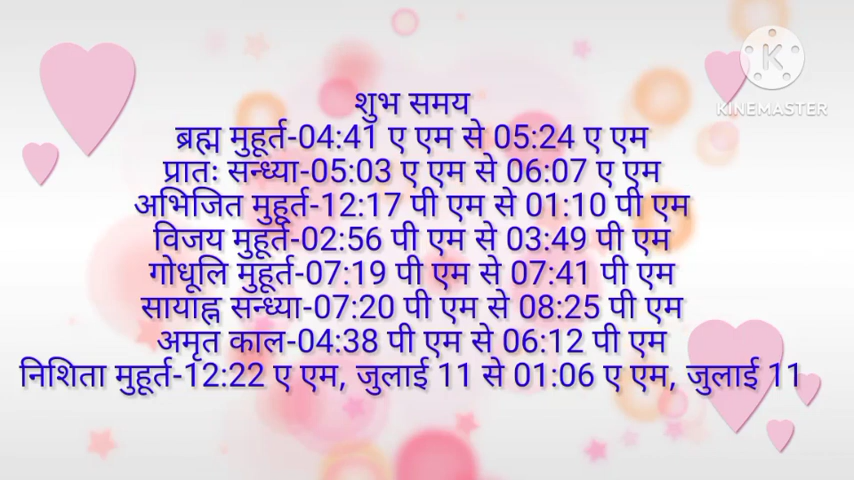 शुभ समय
ब्रह्म मुहूर्त-04:41 ए एम से 05:24 ए एम
प्रातः सन्ध्या-05:03 ए एम से 06:07 ए एम
अभिजित मुहूर्त-12:17 पी एम से 01:10 पी एम
विजय मुहूर्त-02:56 पी एम से 03:49 पी एम
गोधूलि मुहूर्त-07:19 पी एम से 07:41 पी एम
सायाह्न सन्ध्या-07:20 पी एम से 08:25 पी एम
अमृत काल-04:38 पी एम से 06:12 पी एम
निशिता मुहूर्त-12:22 ए एम, जुलाई 11 से 01:06 ए एम, जुलाई 11
K
KINEMASTER